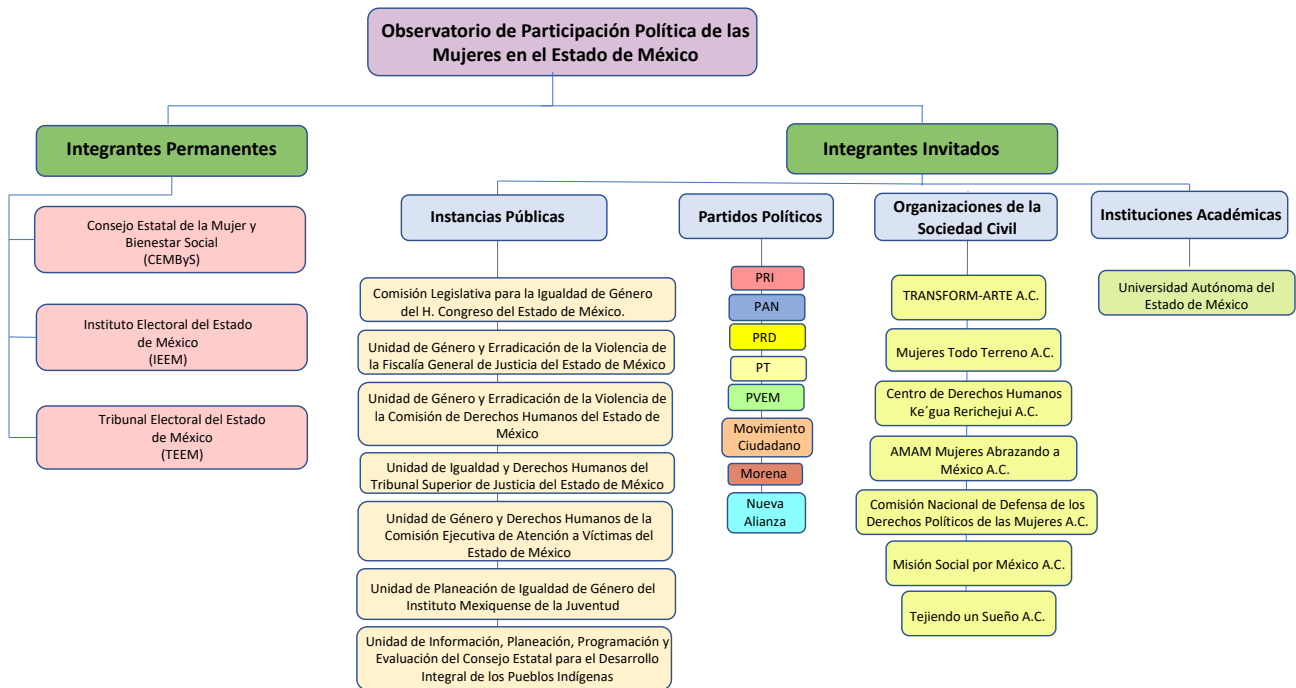 Observatorio de Participación Política de las
Mujeres en el Estado de México
Integrantes Permanentes
Consejo Estatal de la Mujer y
Bienestar Social
(CEMByS)
Instituto Electoral del Estado
de México
(IEEM)
Tribunal Electoral del Estado
de México
(TEEM)
Integrantes Invitados
Instancias Públicas
Comisión Legislativa para la Igualdad de Género
del H. Congreso del Estado de México.
Unidad de Género y Erradicación de la Violencia de
la Fiscalía General de Justicia del Estado de México
Unidad de Género y Erradicación de la Violencia de
la Comisión de Derechos Humanos del Estado de
México
Unidad de Igualdad y Derechos Humanos del
Tribunal Superior de Justicia del Estado de México
Unidad de Género y Derechos Humanos de la
Comisión Ejecutiva de Atención a Víctimas del
Estado de México
Unidad de Planeación de Igualdad de Género del
Instituto Mexiquense de la Juventud
Unidad de Información, Planeación, Programación y
Evaluación del Consejo Estatal para el Desarrollo
Integral de los Pueblos Indígenas
Partidos Políticos
PRI
PAN
PRD
PT
PVEM
Movimiento
Ciudadano
Morena
Nueva
Alianza
Organizaciones de la
Sociedad Civil
TRANSFORM-ARTE A.C.
Mujeres Todo Terreno A.C.
Centro de Derechos Humanos
Ke´gua Rerichejui A.C.
AMAM Mujeres Abrazando a
México A.C.
Comisión Nacional de Defensa de los
Derechos Políticos de las Mujeres A.C.
Misión Social por México A.C.
Tejiendo un Sueño A.C.
Instituciones Académicas
Universidad Autónoma del
Estado de México